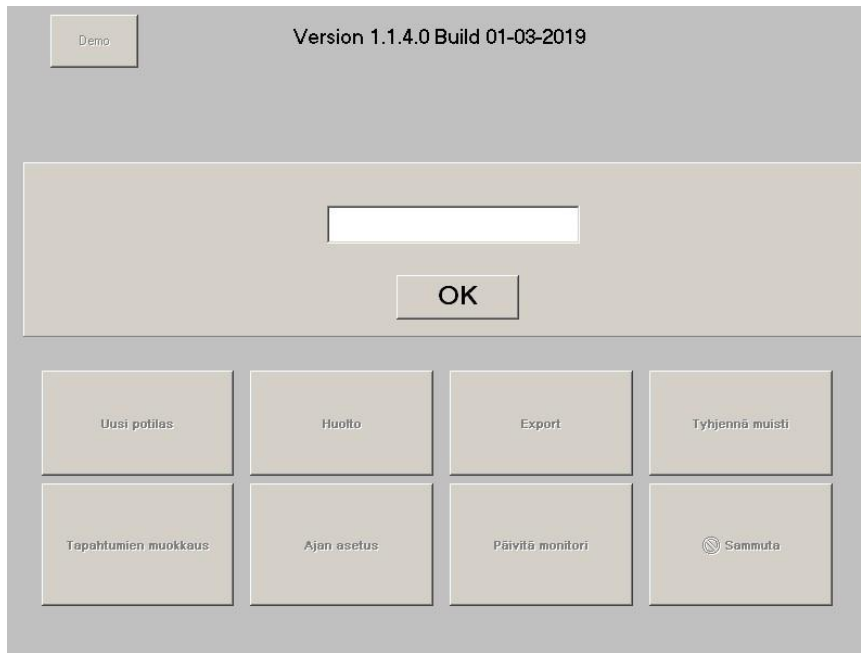 Demo
Version 1.1.4.0 Build 01-03-2019
OK
Uusi potilas
Huolto
Export
Tyhjennä muisti
Tapahtumien muokkaus
Ajan asetus
Päivitä monitori
Sammuta